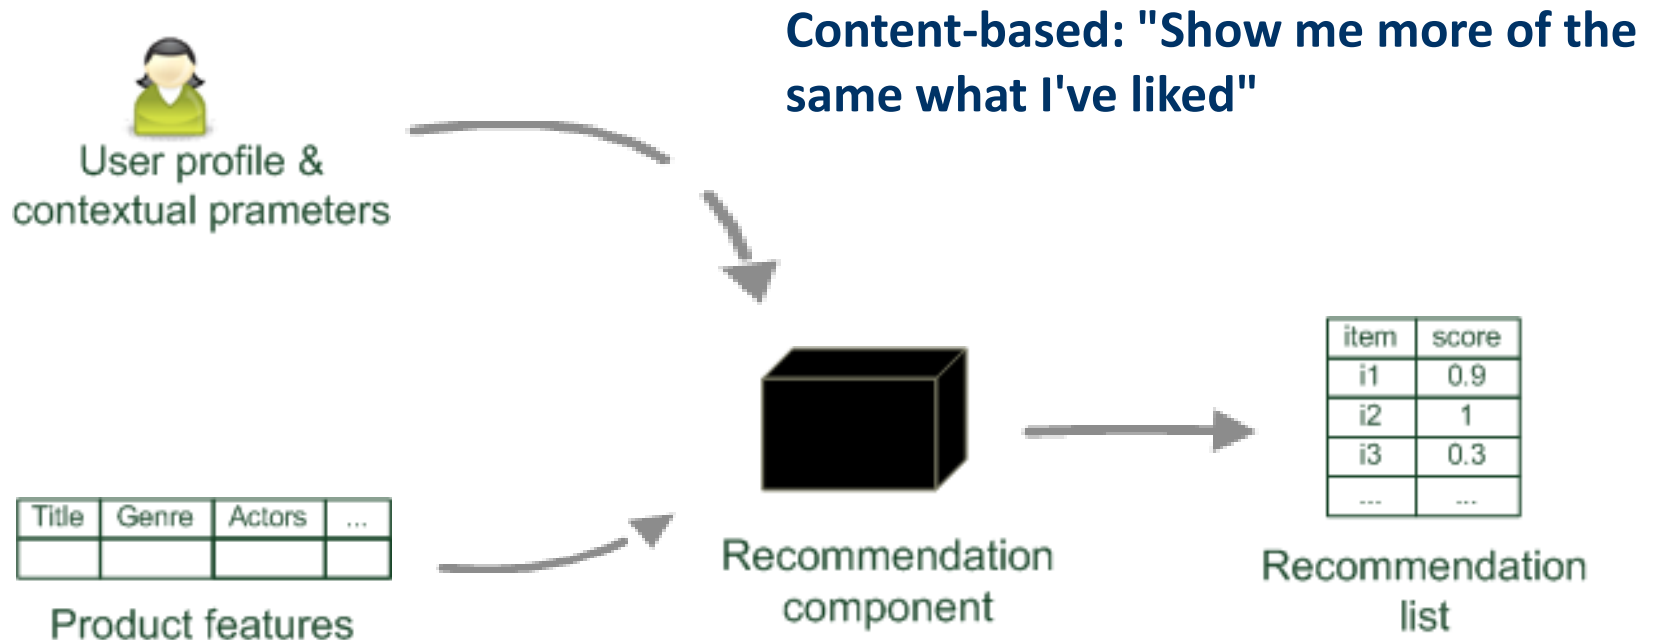 Content-based: "Show me more of the
same what I've liked"
User profile &
contextual prameters
Title Genre Actors ...
Product features
Recommendation
component
item score
i1 0.9
i2 1
i3 0.3
... ...
Recommendation
list